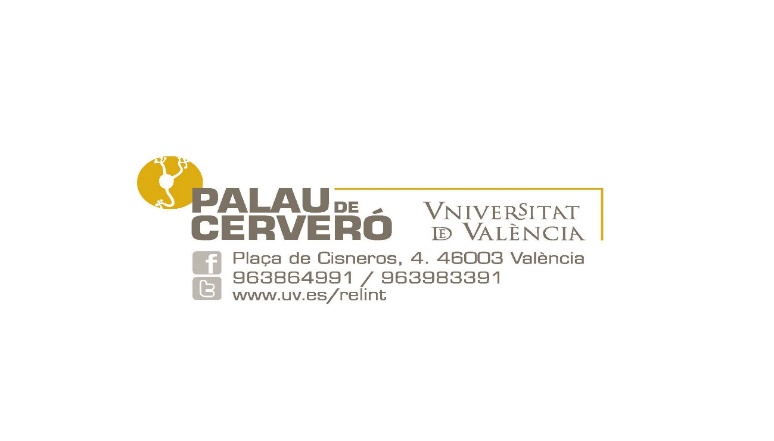 PALAU DE
CERVERÓ
VNIVERSITAT
DE VALÈNCIA
Plaça de Cisneros, 4. 46003 València
963864991 / 963983391
www.uv.es/relint